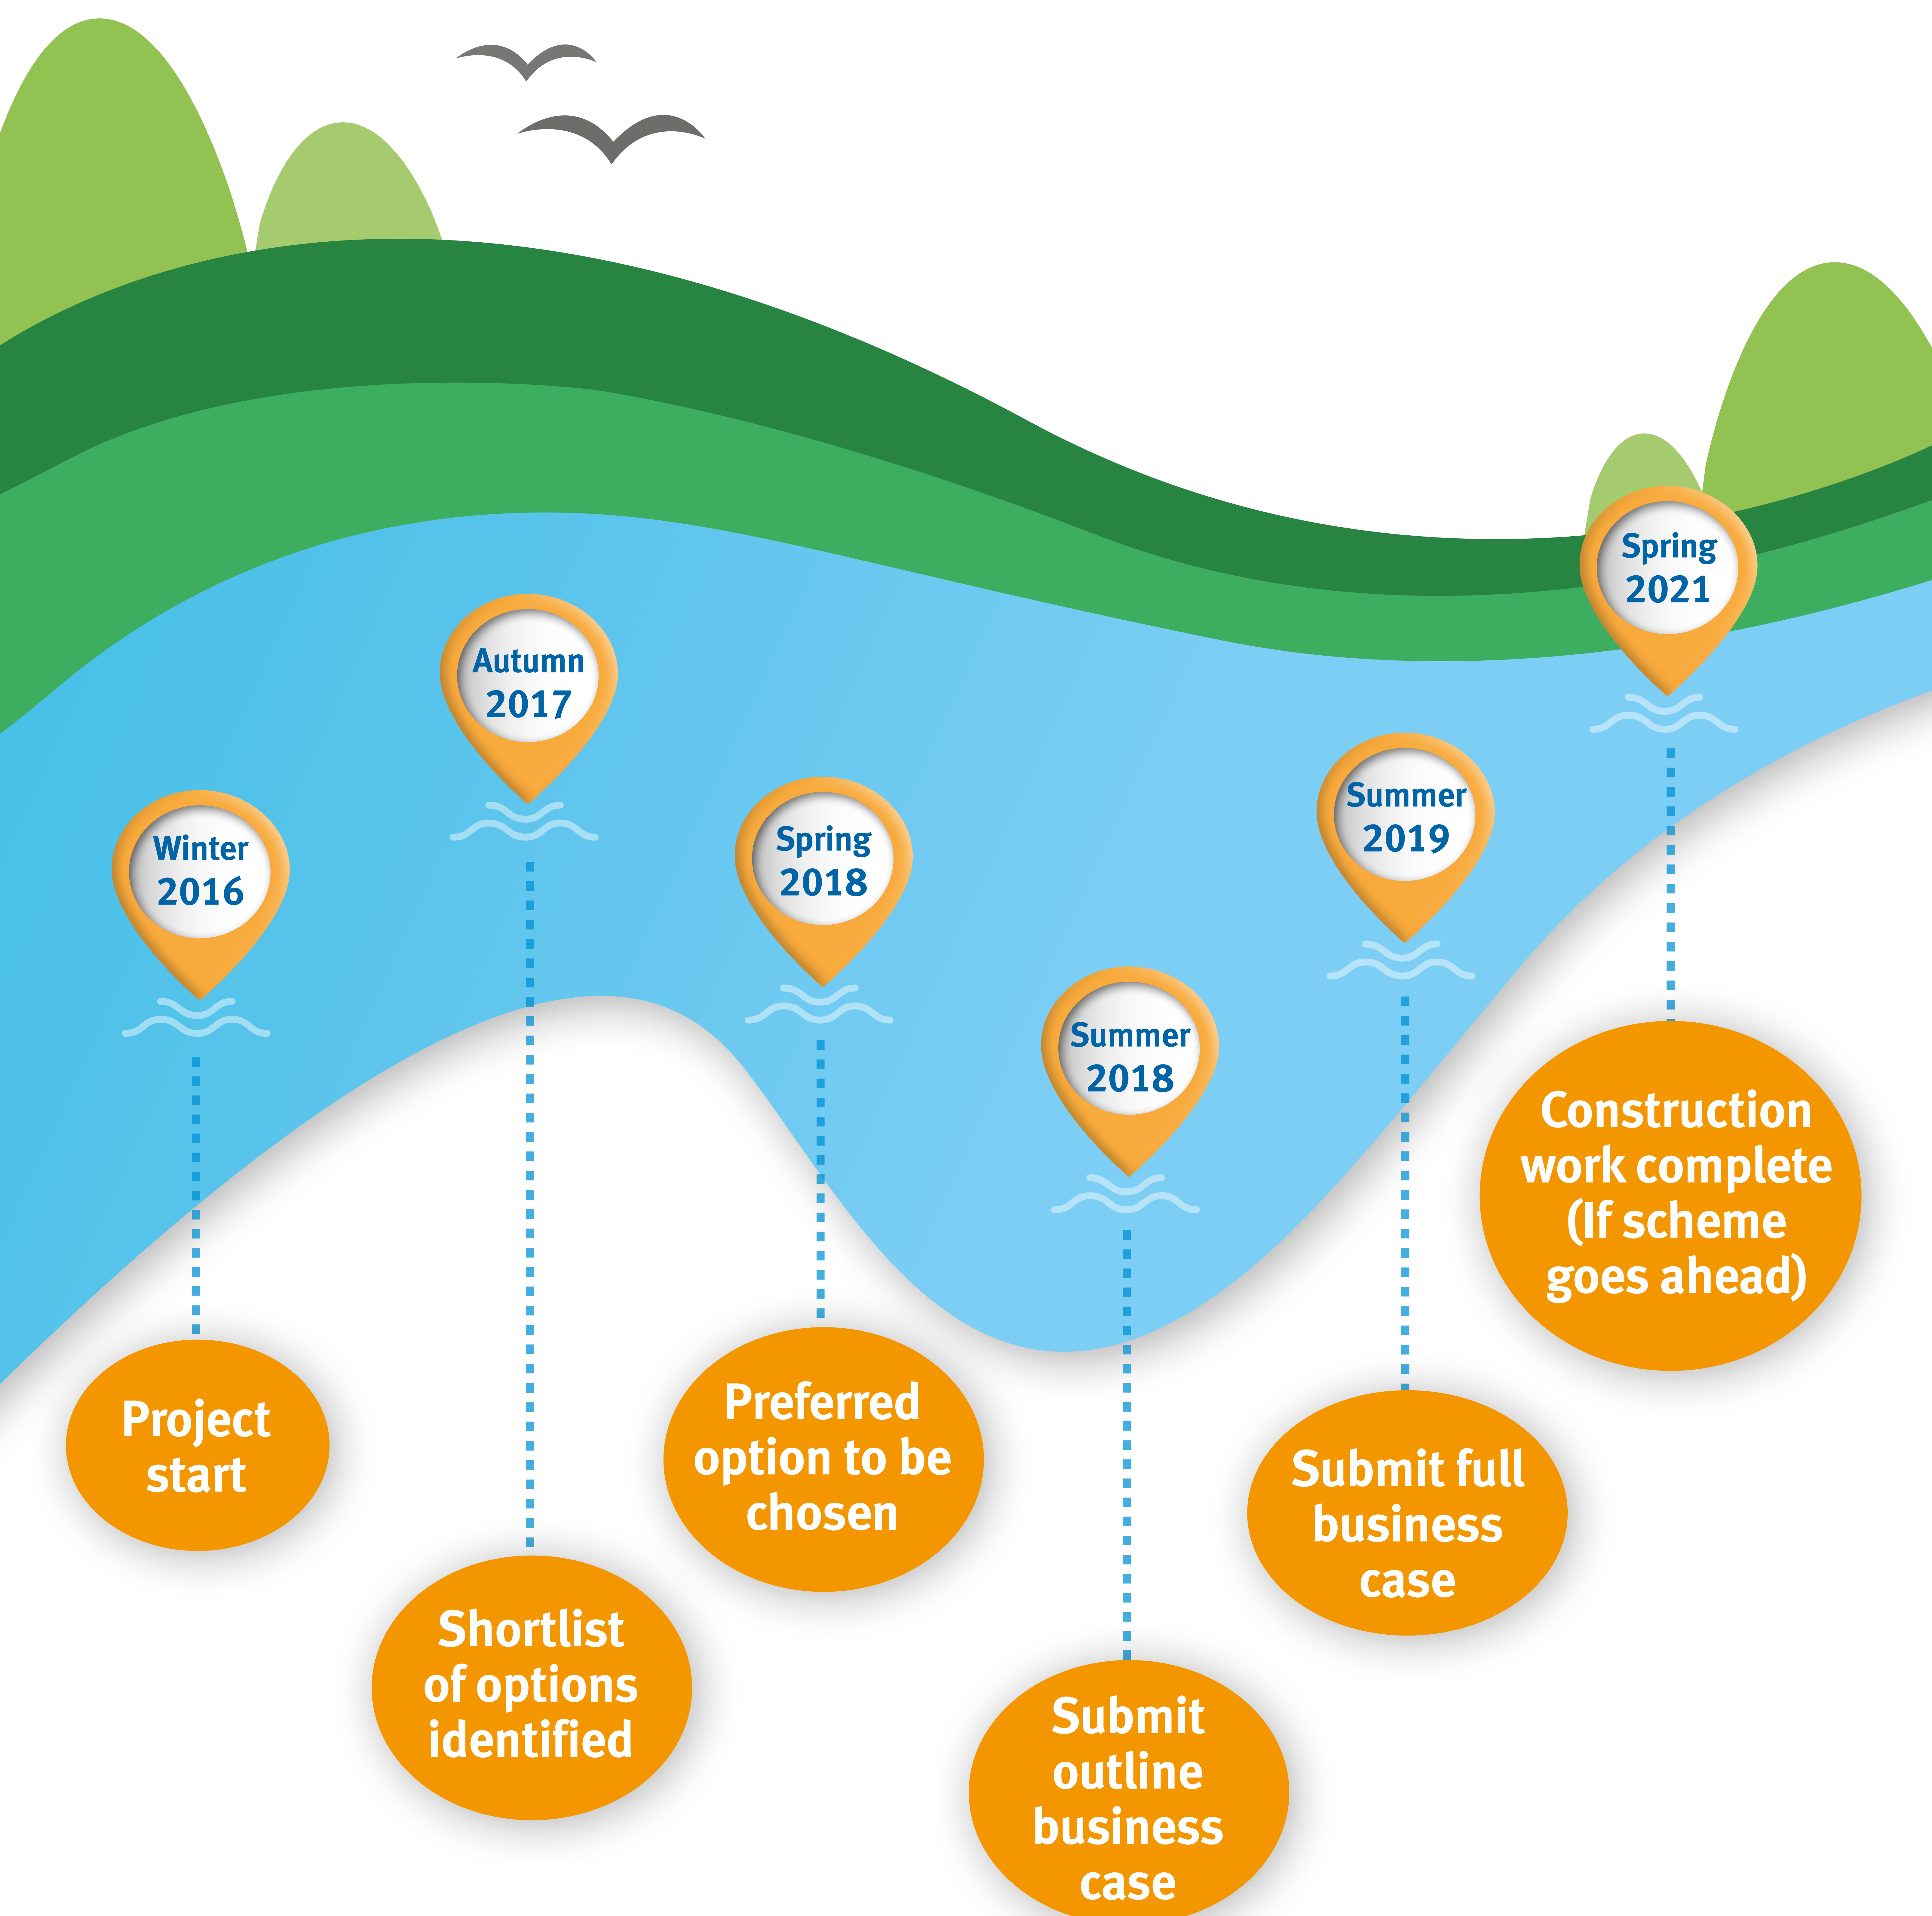 Winter
2016
Project
start
Autumn
2017
Shortlist
of options
identified
Spring
2018
Preferred
option to be
chosen
Summer
2018
Submit
outline
business
case
Summer
2019
Submit full
business
case
Spring
2021
Construction
work complete
(If scheme
goes ahead)